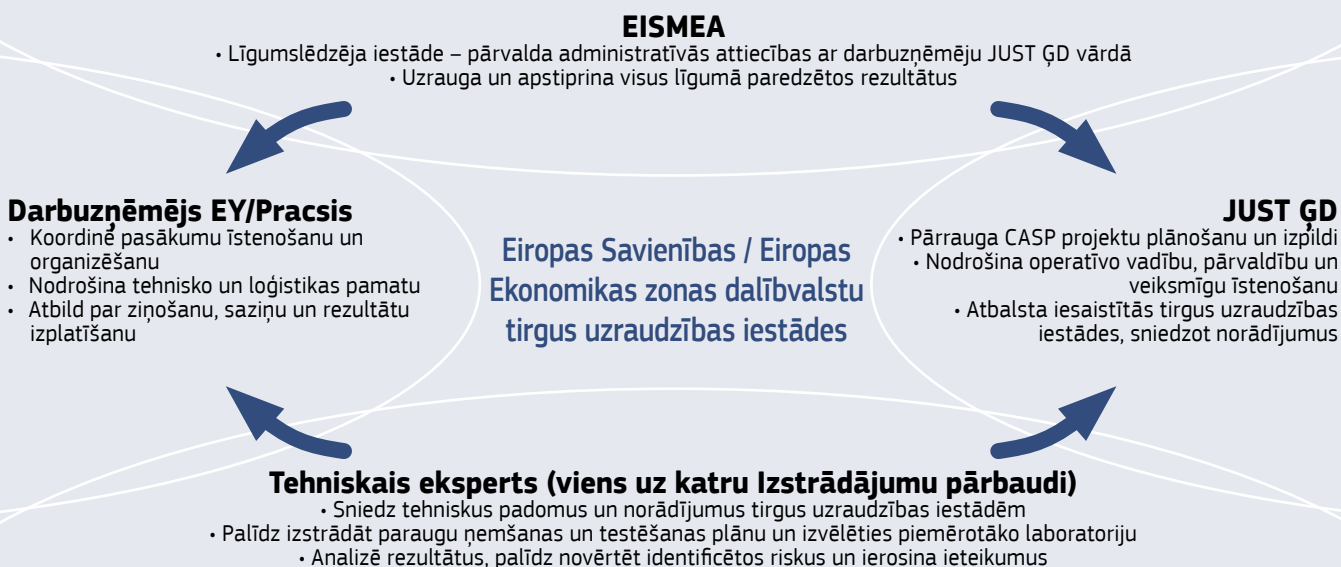 EISMEA
• Līgumslēdzēja iestāde – pārvalda administratīvās attiecības ar darbuzņēmēju JUST ĢD vārdā
• Uzrauga un apstiprina visus līgumā paredzētos rezultātus
Darbuzņēmējs EY/Pracsis
• Koordinē pasākumu īstenošanu un
organizēšanu
• Nodrošina tehnisko un loģistikas pamatu
• Atbild par ziņošanu, saziņu un rezultātu
izplatīšanu
Eiropas Savienības / Eiropas
Ekonomikas zonas dalībvalstu
tirgus uzraudzības iestādes
JUST ĢD
• Pārrauga CASP projektu plānošanu un izpildi
• Nodrošina operatīvo vadību, pārvaldību un
veiksmīgu īstenošanu
• Atbalsta iesaistītās tirgus uzraudzības
iestādes, sniedzot norādījumus
Tehniskais eksperts (viens uz katru Izstrādājumu pārbaudi)
• Sniedz tehniskus padomus un norādījumus tirgus uzraudzības iestādēm
• Palīdz izstrādāt paraugu ņemšanas un testēšanas plānu un izvēlēties piemērotāko laboratoriju
• Analizē rezultātus, palīdz novērtēt identificētos riskus un ierosina ieteikumus